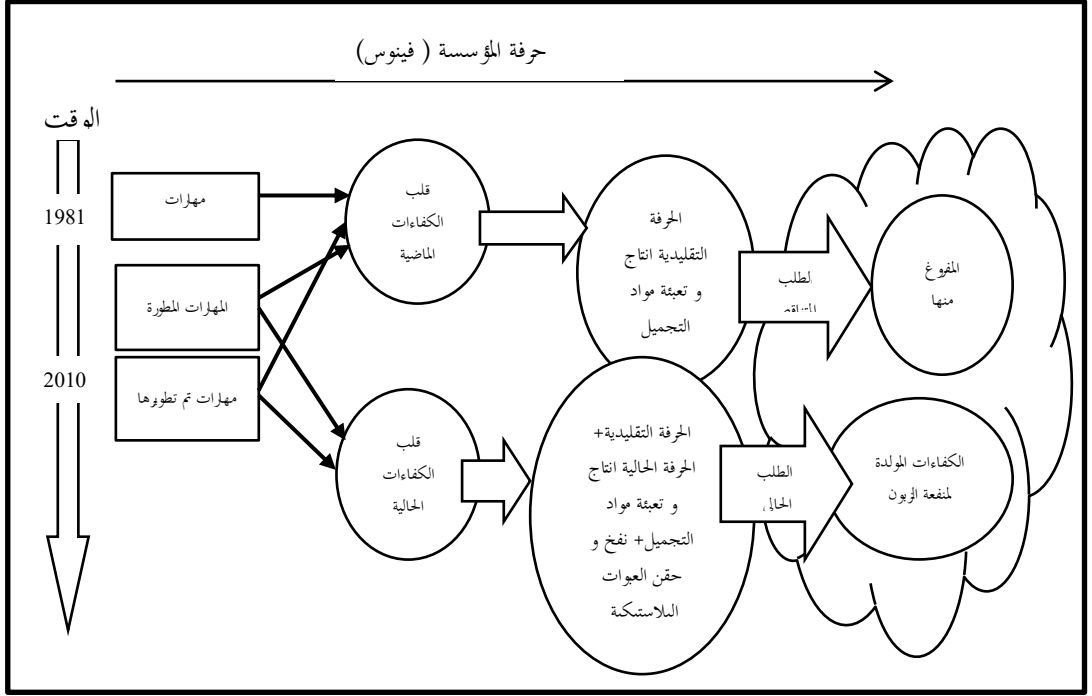 حرفة المؤسسة ( فينوس)
الوقت
1981
2010
مهارات
المهارات المطورة
مهارات تم تطويرها
قلب
الكفاءات
الماضية
قلب
الكفاءات
الحالية
الحرفة
التقليدية انتاج
و تعبئة مواد
التجميل
الحرفة التقليدية+
الحرفة الحالية انتاج
و تعبئة مواد
التجميل+ نفخ و
حقن العبوات
البلاستيكية
الطلب
الطلب
الحالي
المفروغ
منها
الكفاءات المولدة
لمنفعة الزبون